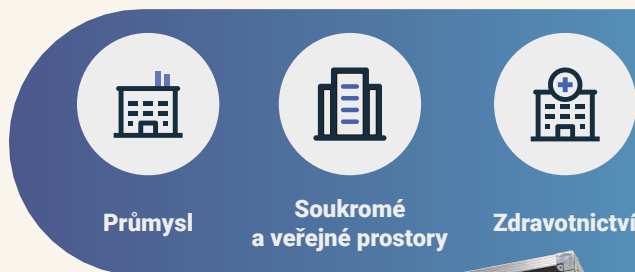 Průmysl
Soukromé
a veřejné prostory
Zdravotnictví